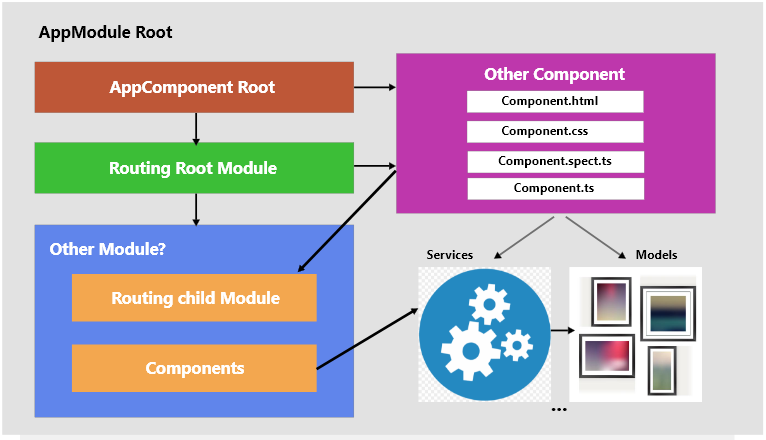 AppModule Root
AppComponent Root
Routing Root Module
Other Module?
Routing child Module
Components
Other Component
Component.html
Component.css
Component.spect.ts
Component.ts
Services
Models
...